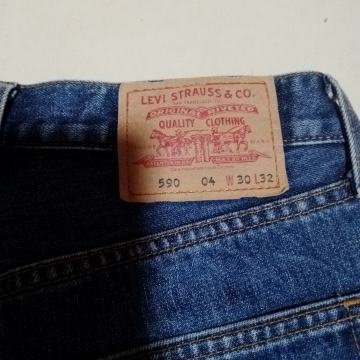 LEVI STRAUSS & CO.
ORIGINAL RIVETED
QUALITY CLOTHING
590 04 W 30 L 32